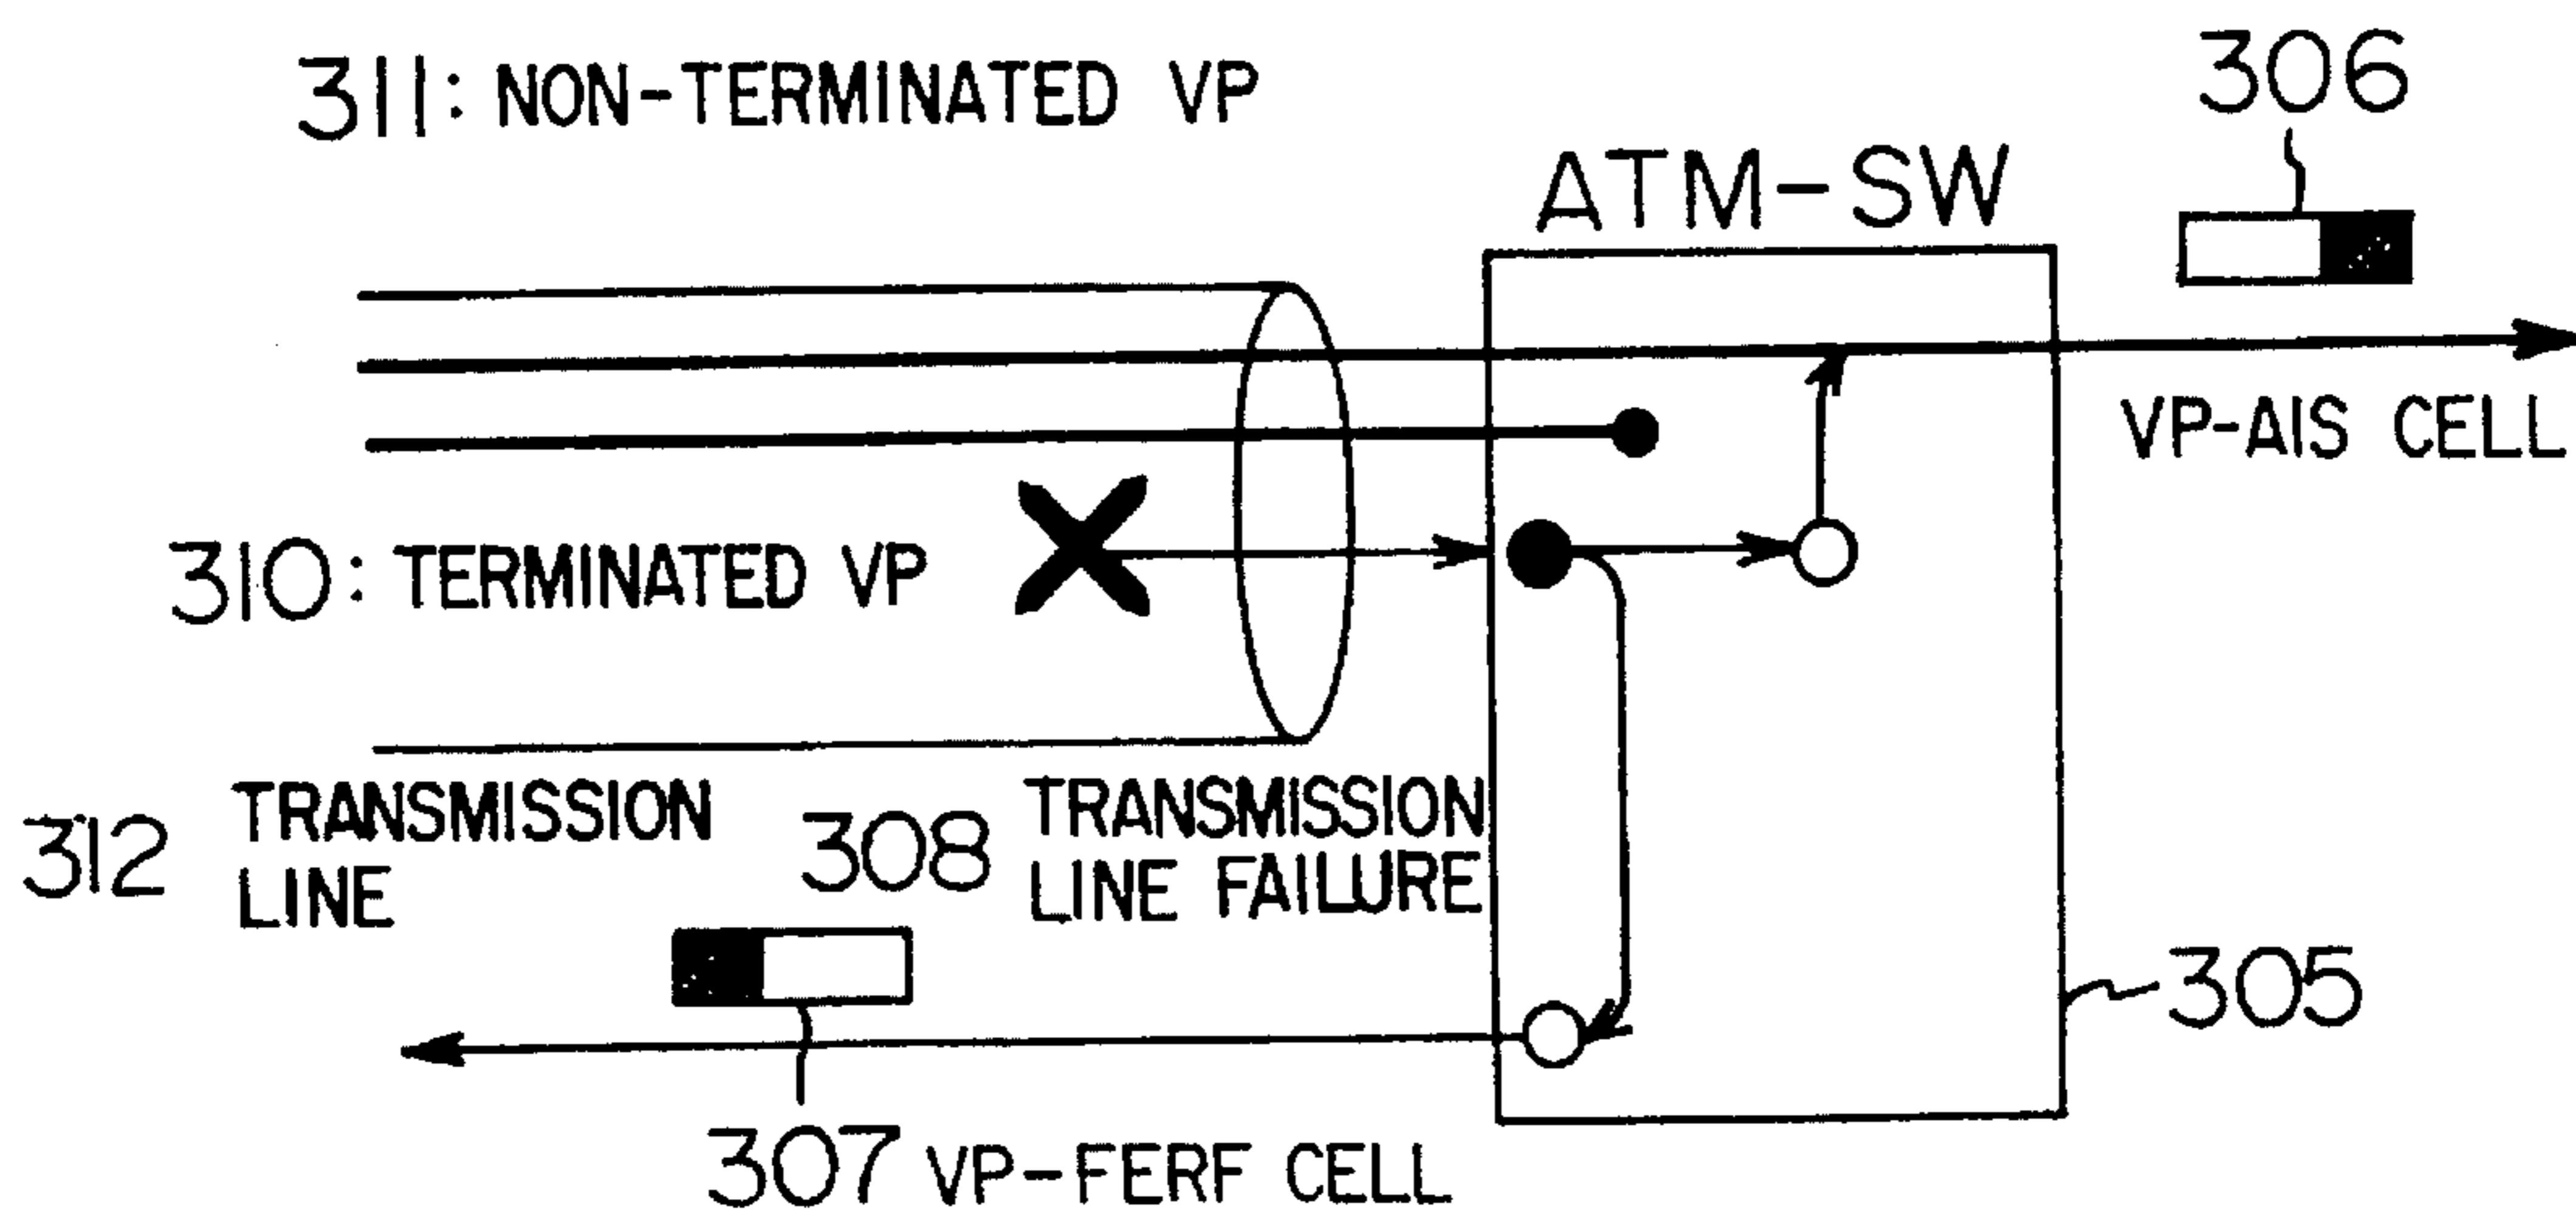 311: NON-TERMINATED VP
306
ATM-SW
VP-AIS CELL
310: TERMINATED VP
312 TRANSMISSION
LINE
308 TRANSMISSION
LINE FAILURE
305
307 VP-FERF CELL